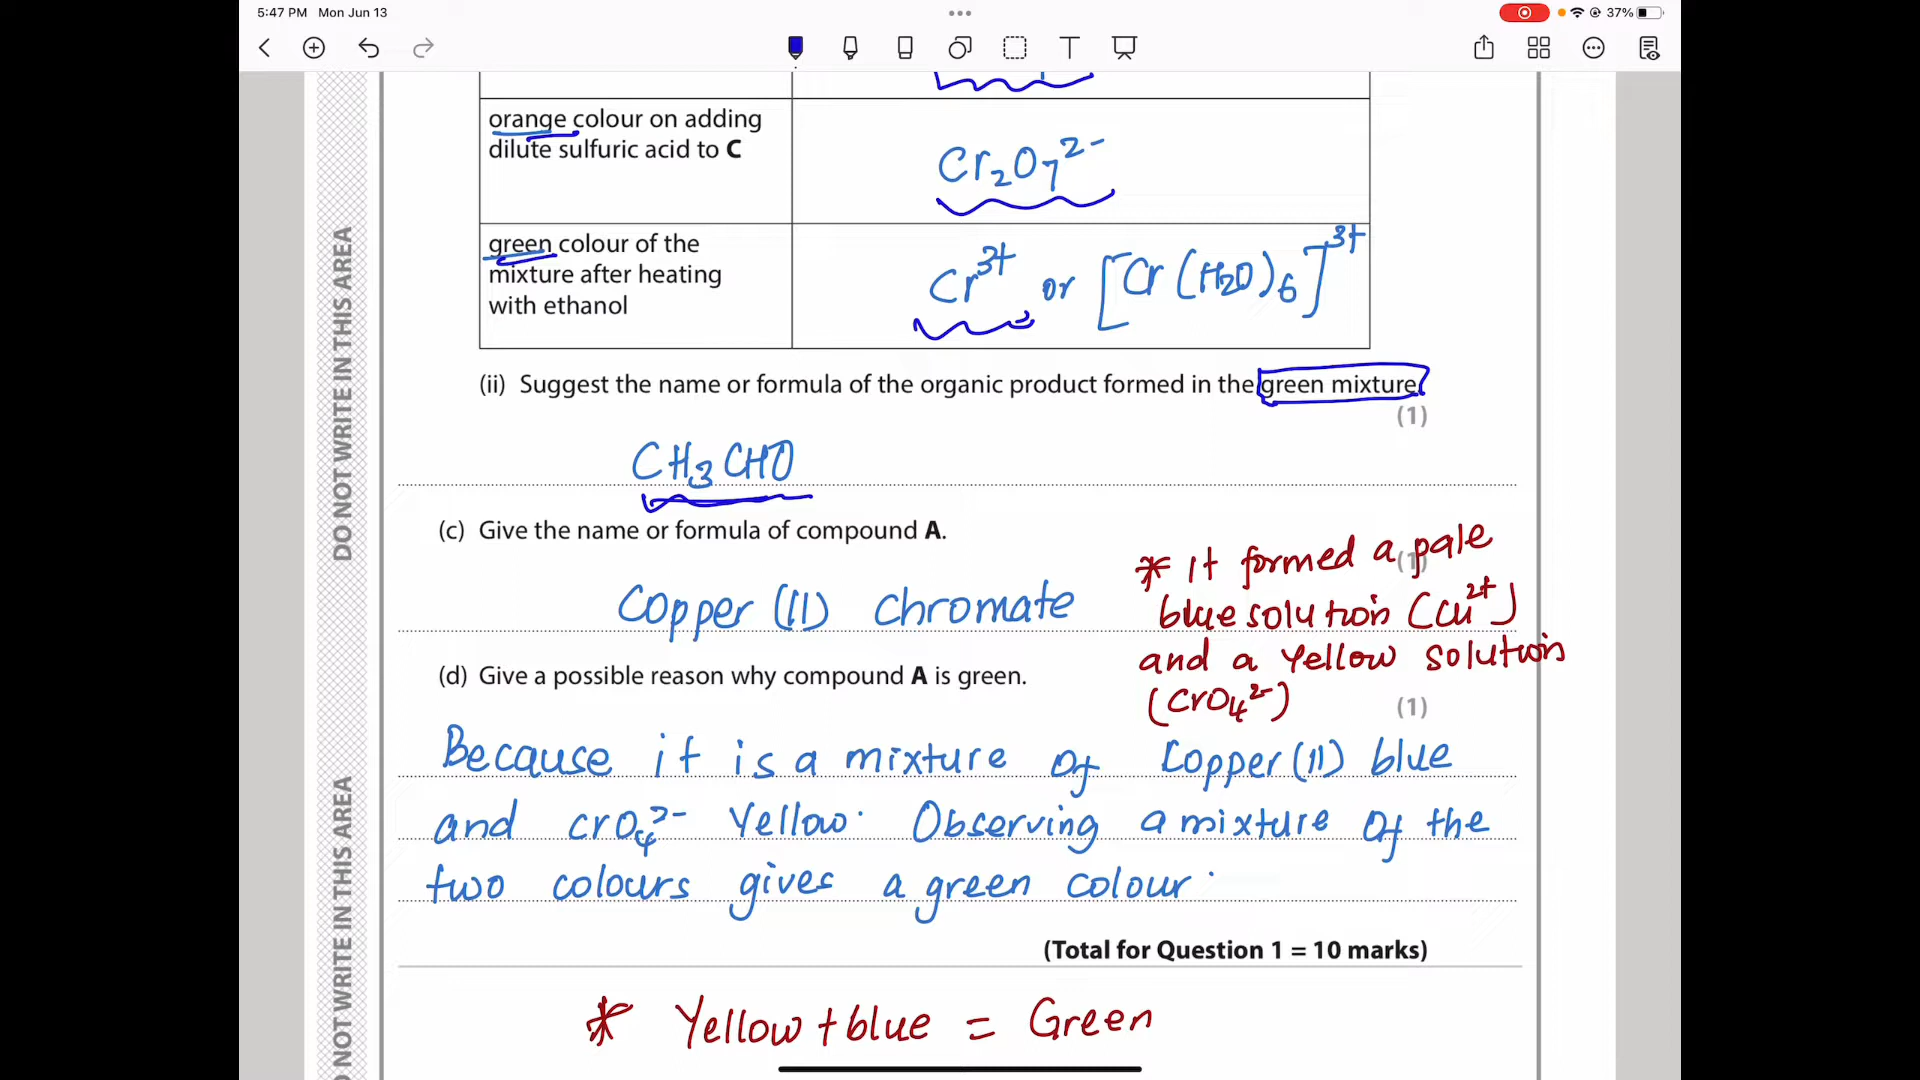 5:47 PM Mon Jun 13
37%
orange colour on adding
dilute sulfuric acid to C
Cr₂O₇²⁻
green colour of the
mixture after heating
with ethanol
Cr³⁺ or [Cr(H₂O)₆]³⁺
(ii) Suggest the name or formula of the organic product formed in the green mixture.
(1)
CH₃CHO
(c) Give the name or formula of compound A.
(1)
Copper (II) Chromate
* It formed a pale
blue solution (Cu²⁺)
and a Yellow solution
(CrO₄²⁻)
(d) Give a possible reason why compound A is green.
(1)
Because it is a mixture of Copper (II) blue
and crO₄²⁻ Yellow. Observing a mixture of the
two colours gives a green colour.
(Total for Question 1 = 10 marks)
* Yellow + blue = Green
DO NOT WRITE IN THIS AREA
DO NOT WRITE IN THIS AREA